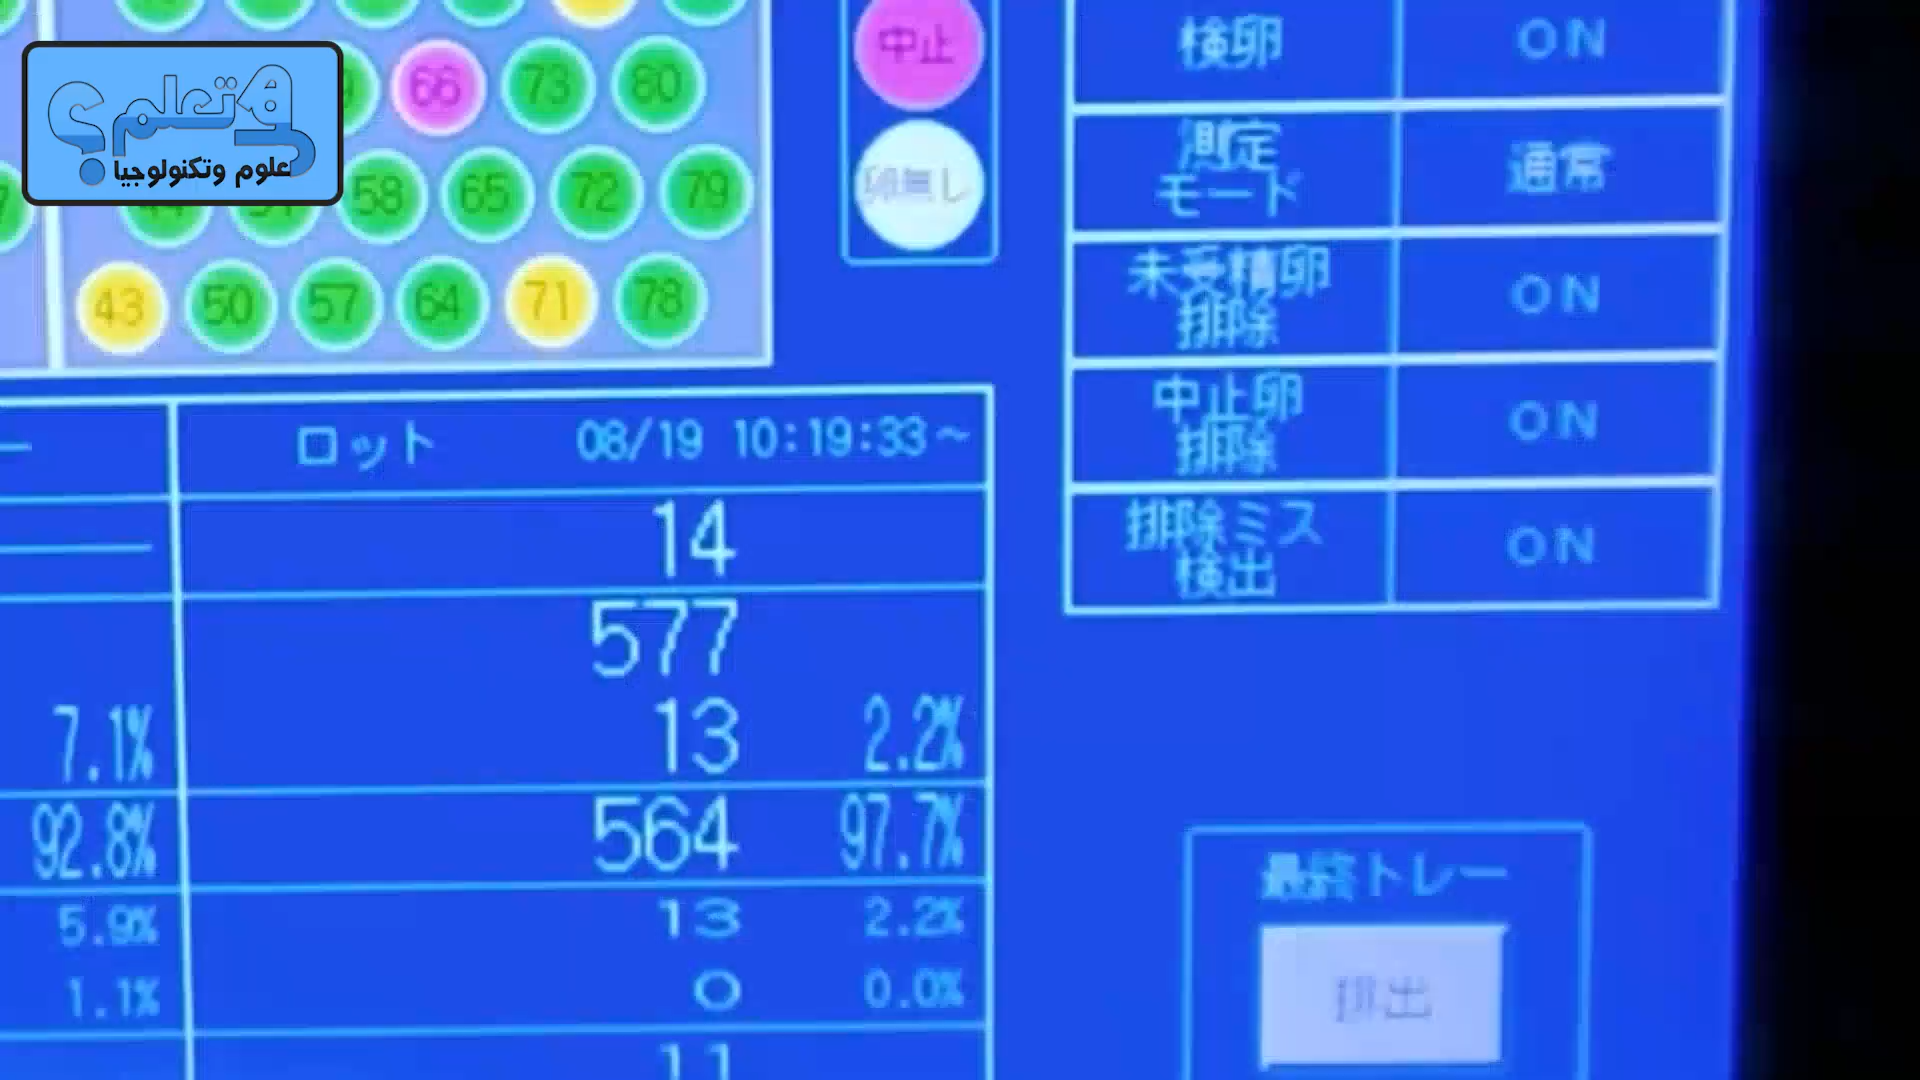 هل تعلم؟
علوم وتكنولوجيا
66 73 80
58 65 72 79
43 50 57 64 71 78
中止
卵無し
検卵 ON
測定
モード 通常
未受精卵
排除 ON
中止卵
排除 ON
排除ミス
検出 ON
ロット 08/19 10:19:33~
14
577
7.1% 13 2.2%
92.8% 564 97.7%
5.9% 13 2.2%
1.1% 0 0.0%
11
最終トレー
排出